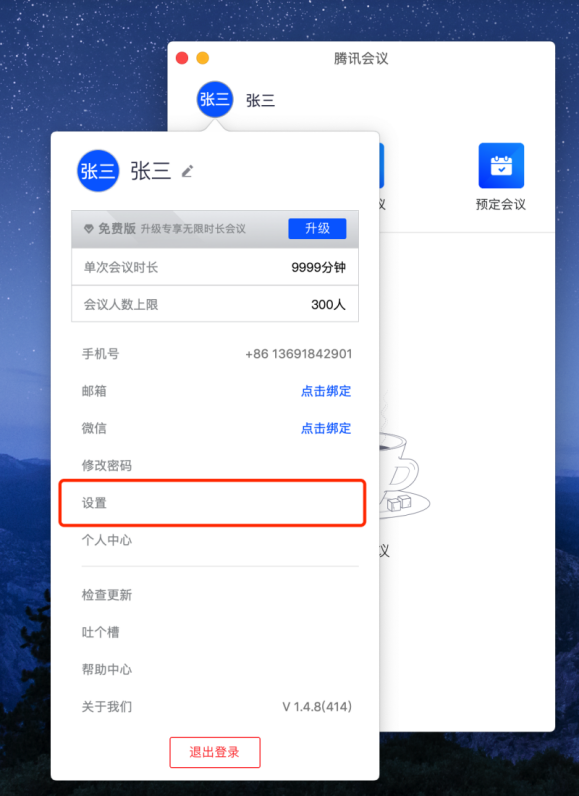 腾讯会议
张三 张三
张三 张三
预定会议
议
免费版 升级专享无限时长会议 升级
单次会议时长 9999分钟
会议人数上限 300人
手机号 +86 13691842901
邮箱 点击绑定
微信 点击绑定
修改密码
设置
个人中心
议
检查更新
吐个槽
帮助中心
关于我们 V 1.4.8(414)
退出登录